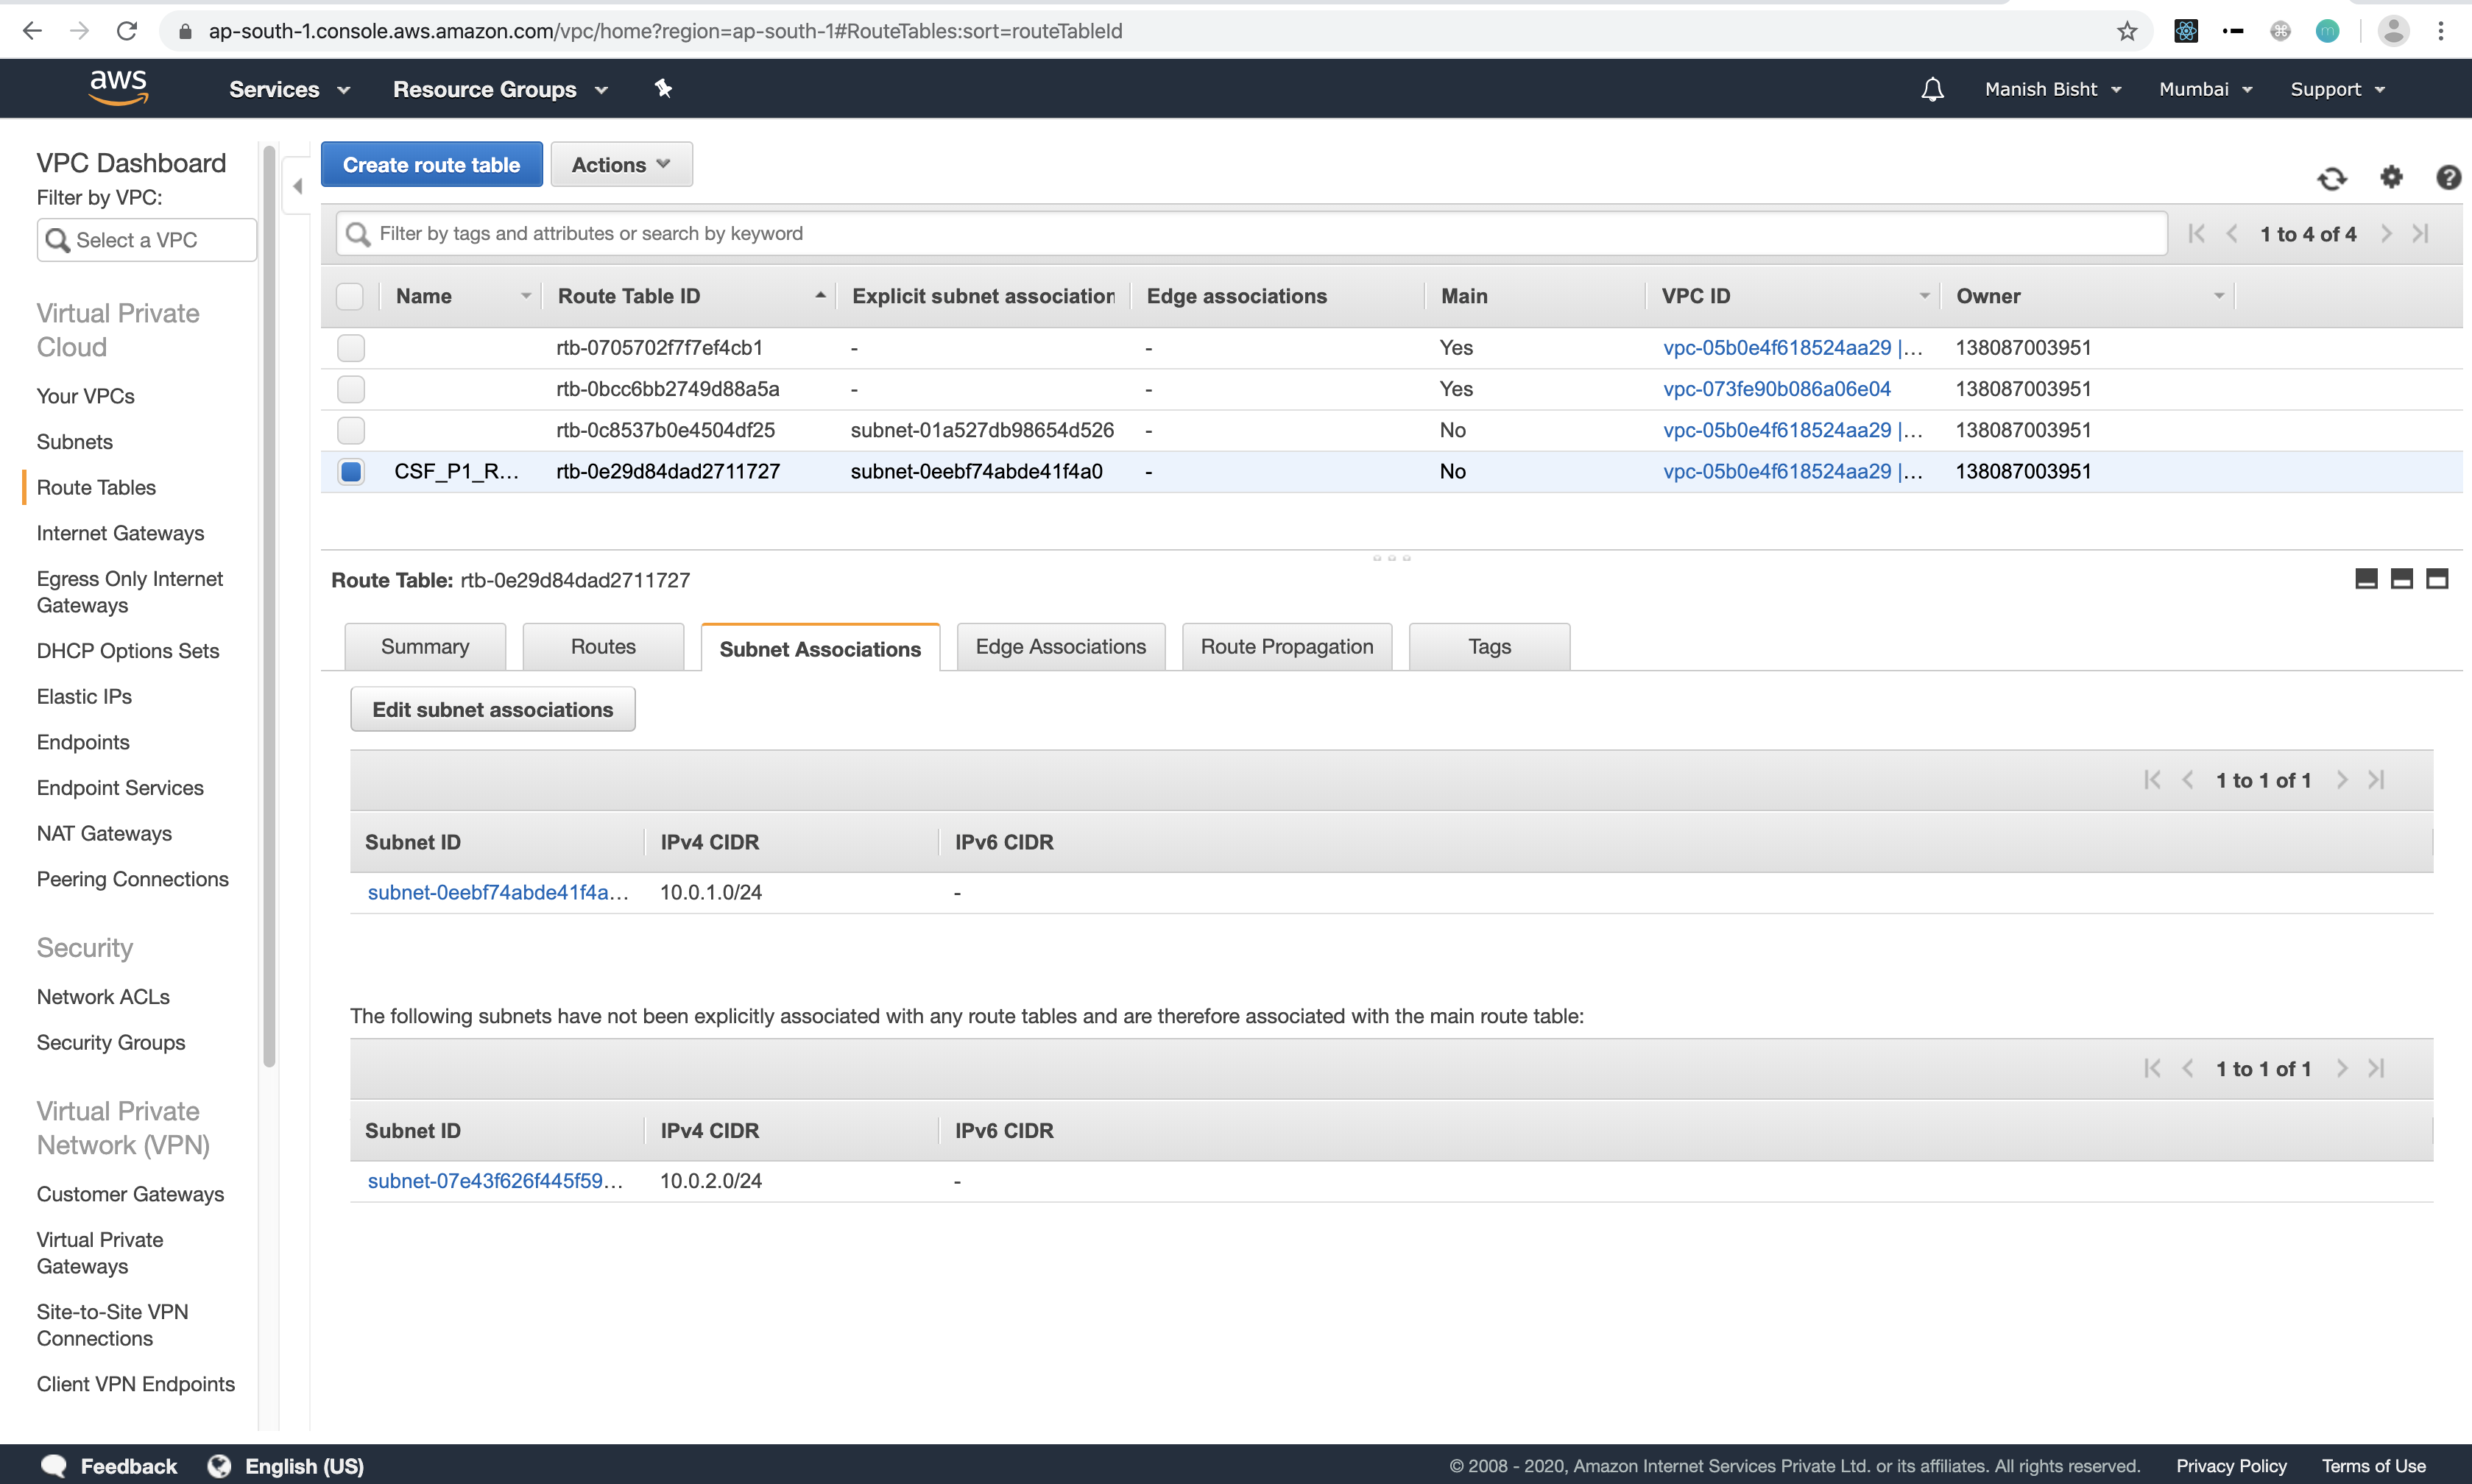 ap-south-1.console.aws.amazon.com/vpc/home?region=ap-south-1#RouteTables:sort=routeTableId
aws Services Resource Groups Manish Bisht Mumbai Support
VPC Dashboard
Filter by VPC:
Select a VPC
Virtual Private
Cloud
Your VPCs
Subnets
Route Tables
Internet Gateways
Egress Only Internet
Gateways
DHCP Options Sets
Elastic IPs
Endpoints
Endpoint Services
NAT Gateways
Peering Connections
Security
Network ACLs
Security Groups
Virtual Private
Network (VPN)
Customer Gateways
Virtual Private
Gateways
Site-to-Site VPN
Connections
Client VPN Endpoints
Create route table Actions
Filter by tags and attributes or search by keyword 1 to 4 of 4
Name Route Table ID Explicit subnet association Edge associations Main VPC ID Owner
rtb-0705702f7f7ef4cb1 - - Yes vpc-05b0e4f618524aa29 |... 138087003951
rtb-0bcc6bb2749d88a5a - - Yes vpc-073fe90b086a06e04 138087003951
rtb-0c8537b0e4504df25 subnet-01a527db98654d526 - No vpc-05b0e4f618524aa29 |... 138087003951
CSF_P1_R... rtb-0e29d84dad2711727 subnet-0eebf74abde41f4a0 - No vpc-05b0e4f618524aa29 |... 138087003951
Route Table: rtb-0e29d84dad2711727
Summary Routes Subnet Associations Edge Associations Route Propagation Tags
Edit subnet associations
1 to 1 of 1
Subnet ID IPv4 CIDR IPv6 CIDR
subnet-0eebf74abde41f4a... 10.0.1.0/24 -
The following subnets have not been explicitly associated with any route tables and are therefore associated with the main route table:
1 to 1 of 1
Subnet ID IPv4 CIDR IPv6 CIDR
subnet-07e43f626f445f59... 10.0.2.0/24 -
Feedback English (US) © 2008 - 2020, Amazon Internet Services Private Ltd. or its affiliates. All rights reserved. Privacy Policy Terms of Use